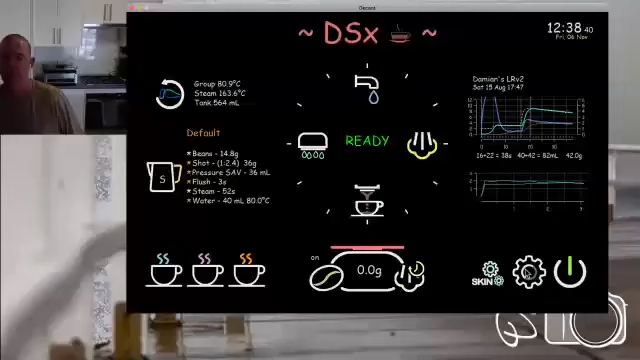 Decent
~ DSx ~
12:38 40
Fri, 06 Nov
Group 80.9°C
Steam 163.6°C
Tank 564 mL
Damian's LRv2
Sat 15 Aug 17:47
Default
READY
*Beans - 14.8g
*Shot - (1:2.4) 36g
*Pressure SAV - 36 mL
*Flush - 3s
*Steam - 52s
*Water - 40 mL 80.0°C
S
16+22 = 38s 40+42 = 82mL 42.0g
on
0.0g
SKIN